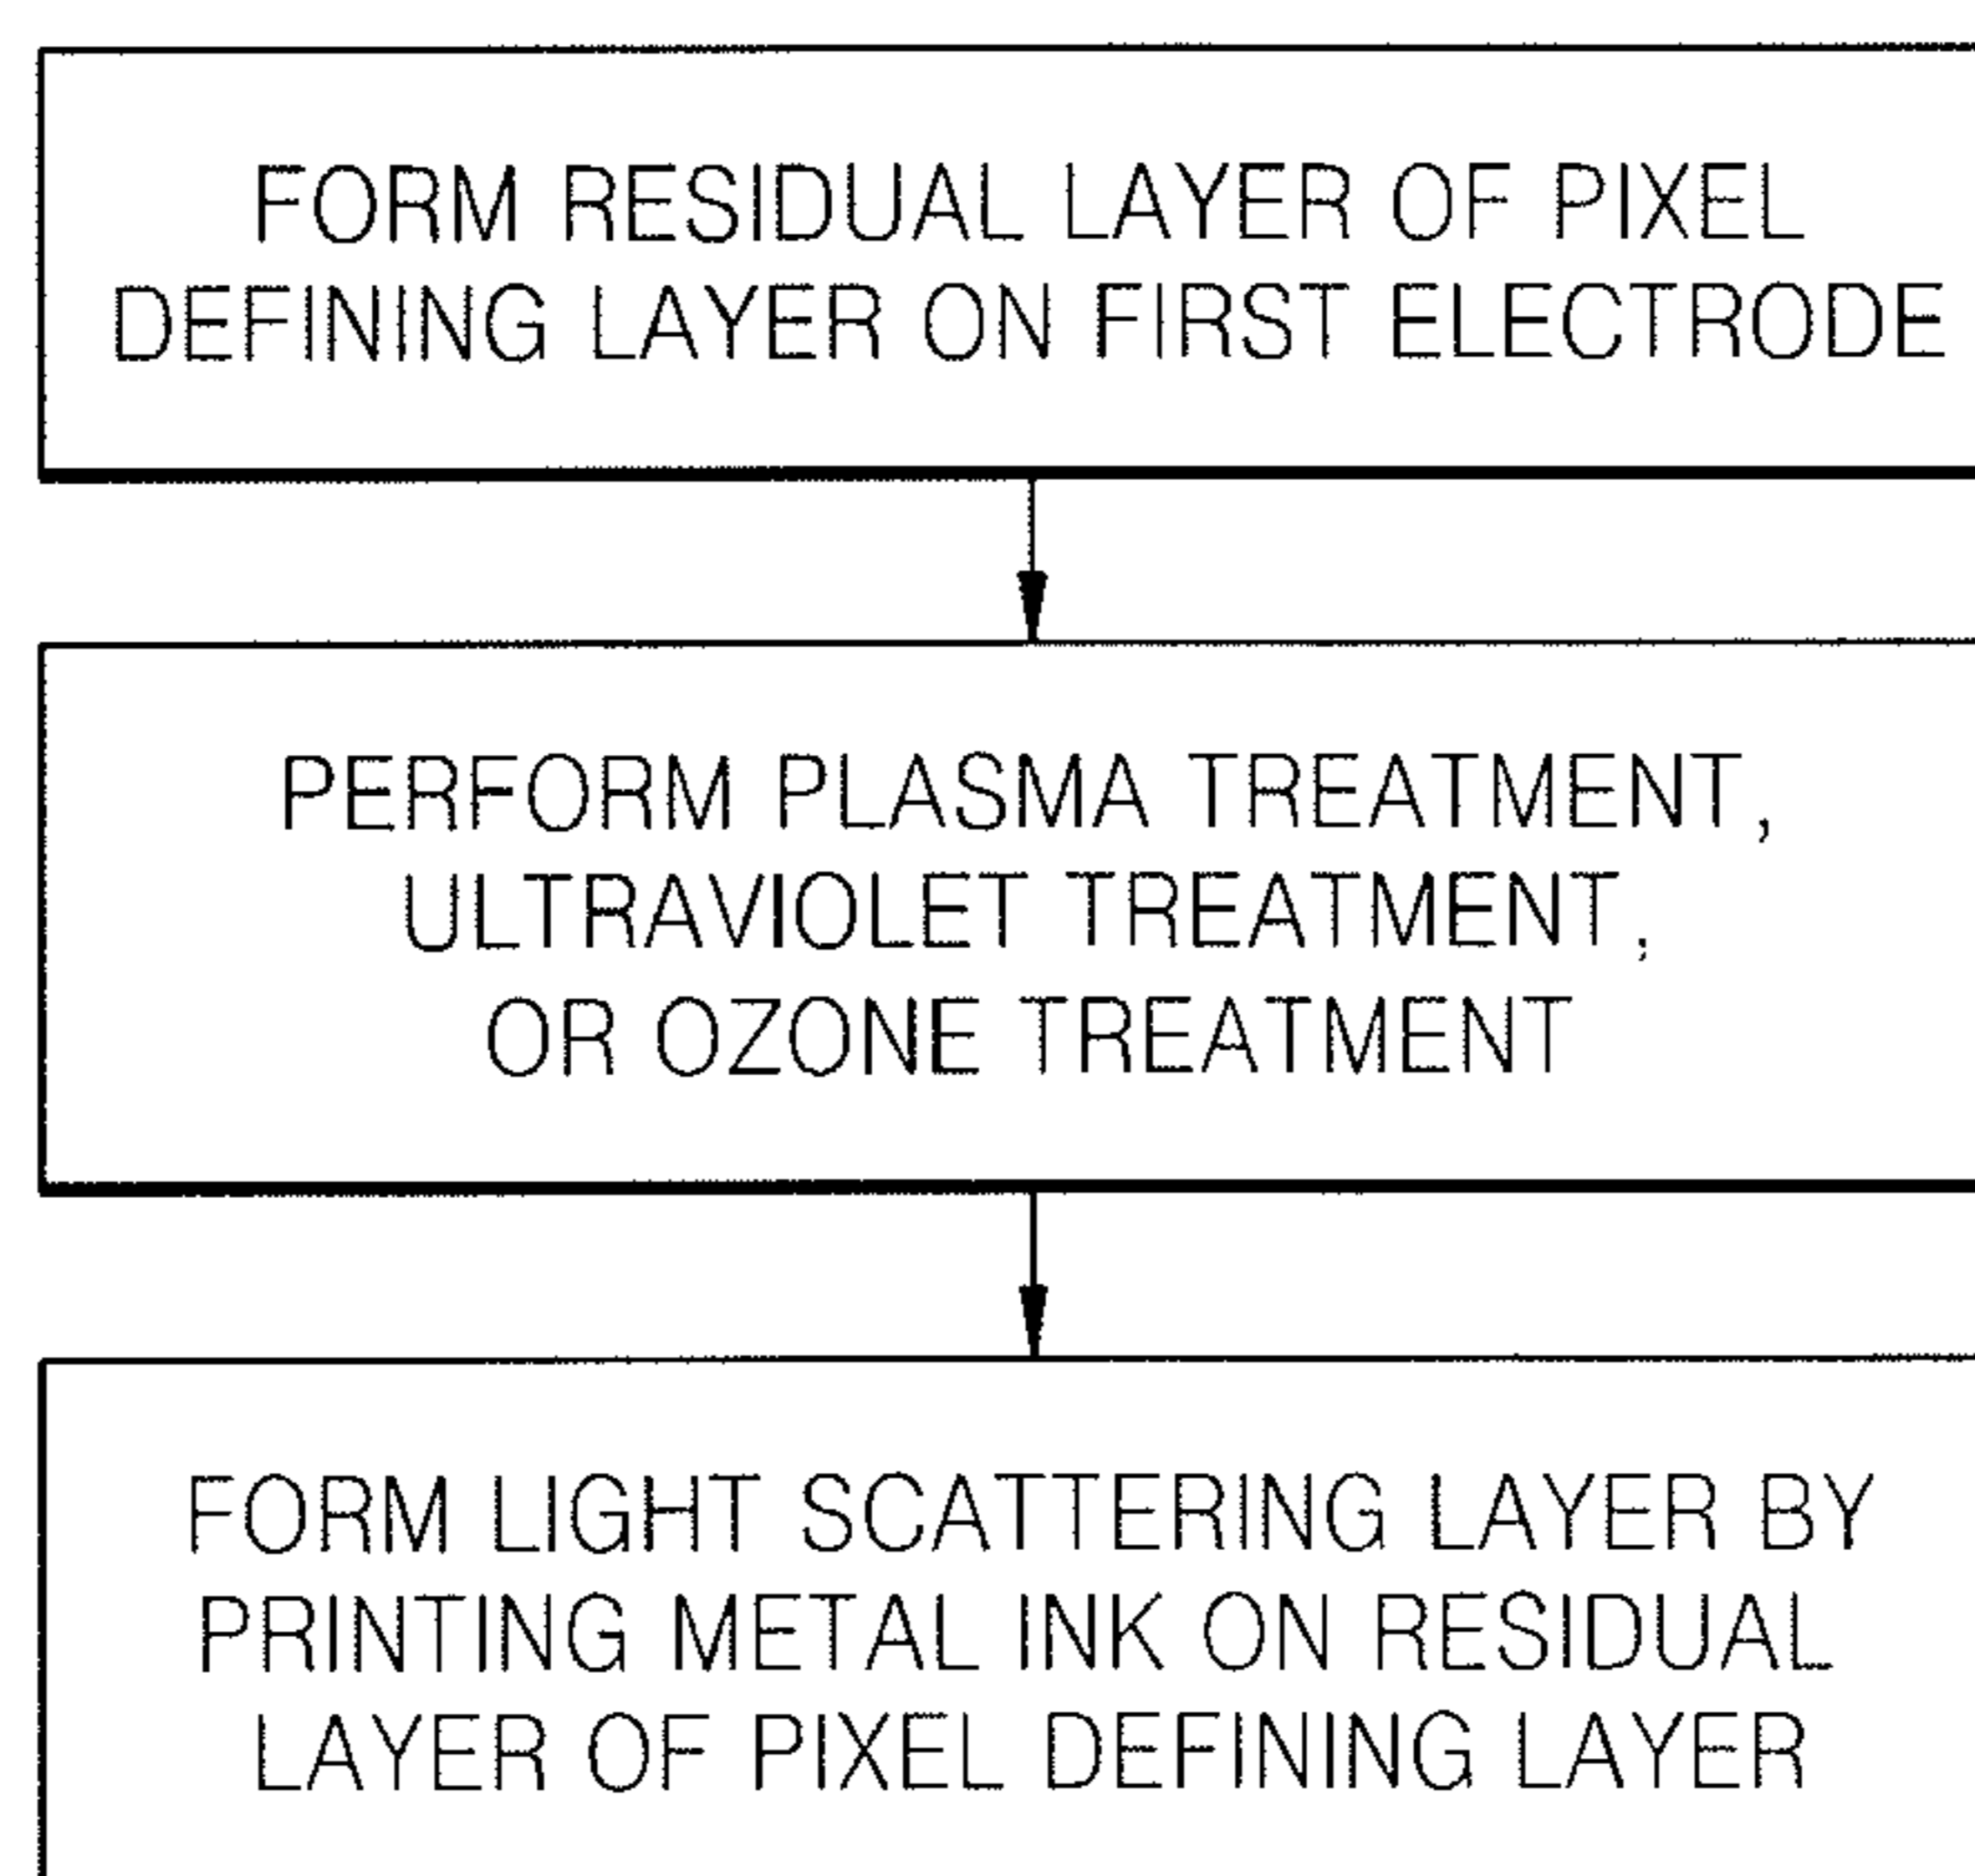 FORM RESIDUAL LAYER OF PIXEL
DEFINING LAYER ON FIRST ELECTRODE
PERFORM PLASMA TREATMENT,
ULTRAVIOLET TREATMENT,
OR OZONE TREATMENT
FORM LIGHT SCATTERING LAYER BY
PRINTING METAL INK ON RESIDUAL
LAYER OF PIXEL DEFINING LAYER